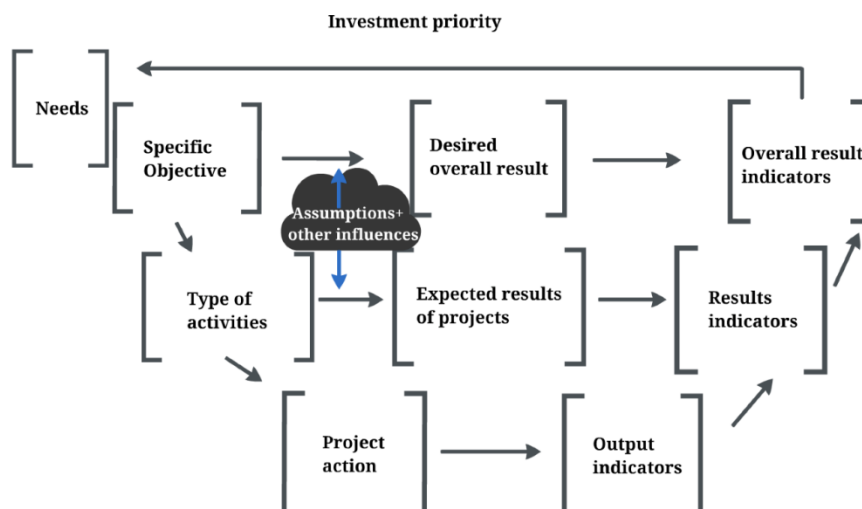 Investment priority
Needs
Specific
Objective
Desired
overall result
Overall result
indicators
Assumptions+
other influences
Type of
activities
Expected results
of projects
Results
indicators
Project
action
Output
indicators